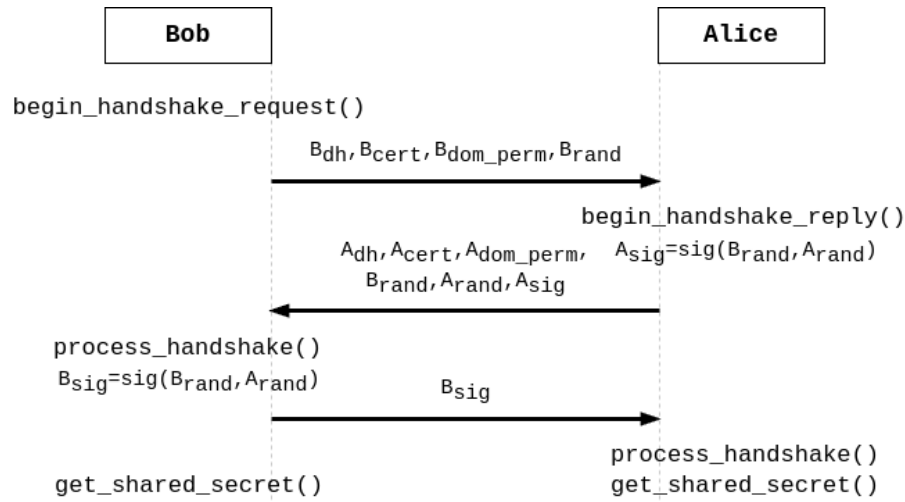 Bob
Alice
begin_handshake_request()
Bdh,Bcert,Bdom_perm,Brand
begin_handshake_reply()
Adh,Acert,Adom_perm,
Asig=sig(Brand,Arand)
Brand,Arand,Asig
process_handshake()
Bsig=sig(Brand,Arand)
Bsig
process_handshake()
get_shared_secret()
get_shared_secret()